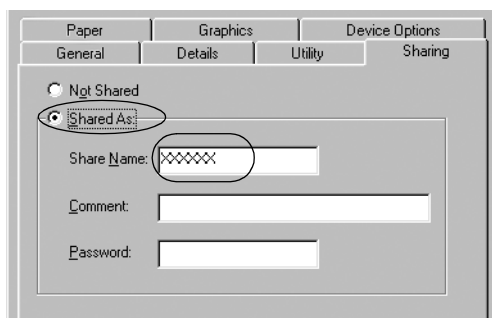 Paper Graphics Device Options
General Details Utility Sharing
Not Shared
Shared As:
Share Name: XXXXXX
Comment:
Password: